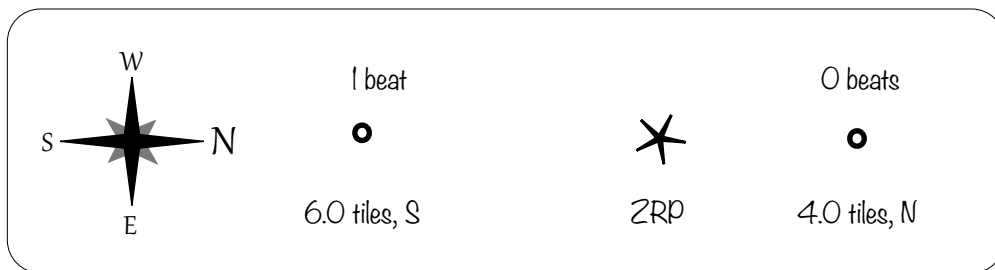 W
S
N
E
1 beat
6.0 tiles, S
ZRP
0 beats
4.0 tiles, N